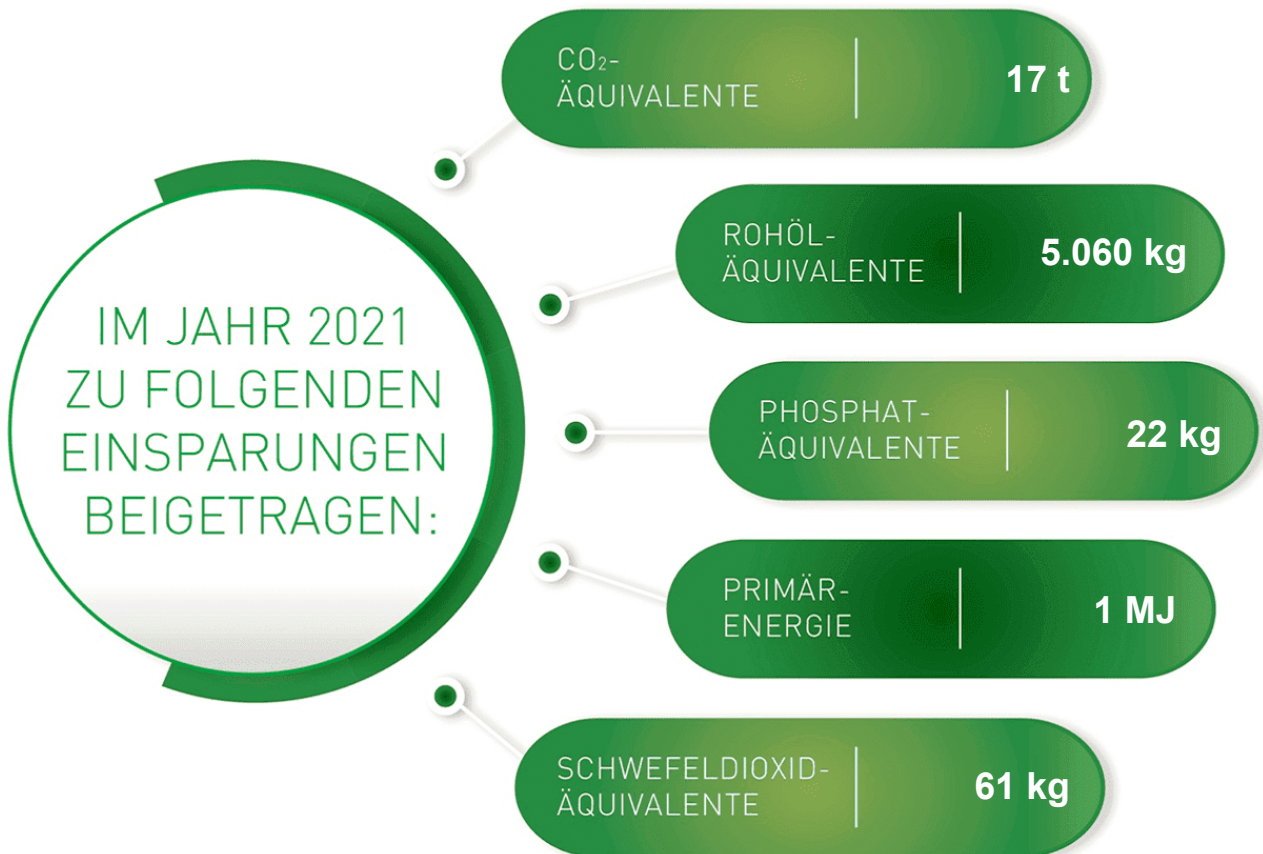 IM JAHR 2021
ZU FOLGENDEN
EINSPARUNGEN
BEIGETRAGEN:
CO₂-
ÄQUIVALENTE
17 t
ROHÖL-
ÄQUIVALENTE
5.060 kg
PHOSPHAT-
ÄQUIVALENTE
22 kg
PRIMÄR-
ENERGIE
1 MJ
SCHWEFELDIOXID-
ÄQUIVALENTE
61 kg